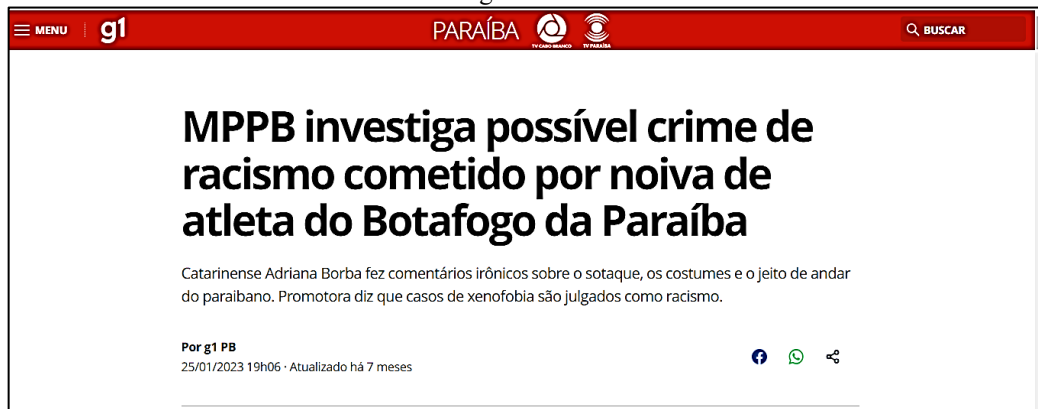 MENU g1 PARAÍBA TV CABO BRANCO TV PARAÍBA BUSCAR
MPPB investiga possível crime de
racismo cometido por noiva de
atleta do Botafogo da Paraíba
Catarinense Adriana Borba fez comentários irônicos sobre o sotaque, os costumes e o jeito de andar
do paraibano. Promotora diz que casos de xenofobia são julgados como racismo.
Por g1 PB
25/01/2023 19h06 · Atualizado há 7 meses